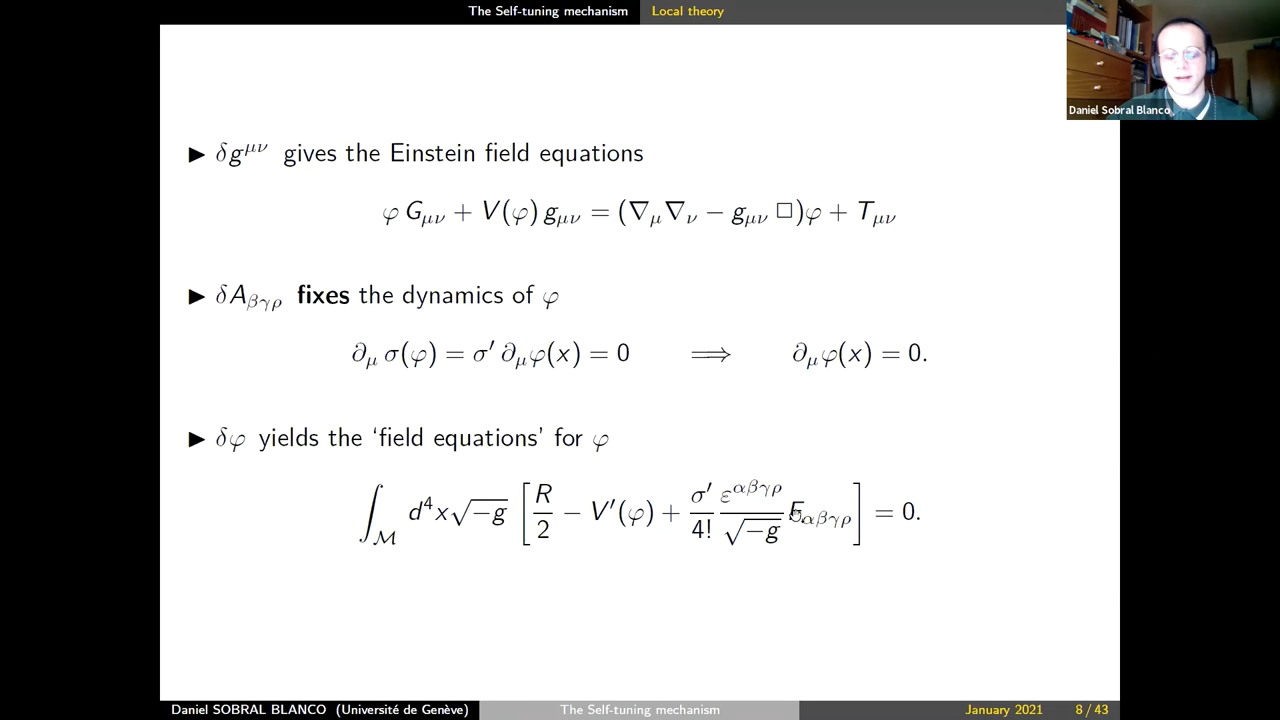 The Self-tuning mechanism Local theory
Daniel Sobral Blanco
▶ δg^{μν} gives the Einstein field equations
φ G_{μν} + V(φ) g_{μν} = (∇_μ∇_ν − g_{μν} □)φ + T_{μν}
▶ δA_{βγρ} fixes the dynamics of φ
∂_μ σ(φ) = σ′ ∂_μφ(x) = 0 ⟹ ∂_μφ(x) = 0.
▶ δφ yields the ‘field equations’ for φ
∫_M d⁴x√−g [R/2 − V′(φ) + σ′/4! ε^{αβγρ}/√−g F_{αβγρ}] = 0.
Daniel SOBRAL BLANCO (Université de Genève) The Self-tuning mechanism January 2021 8 / 43